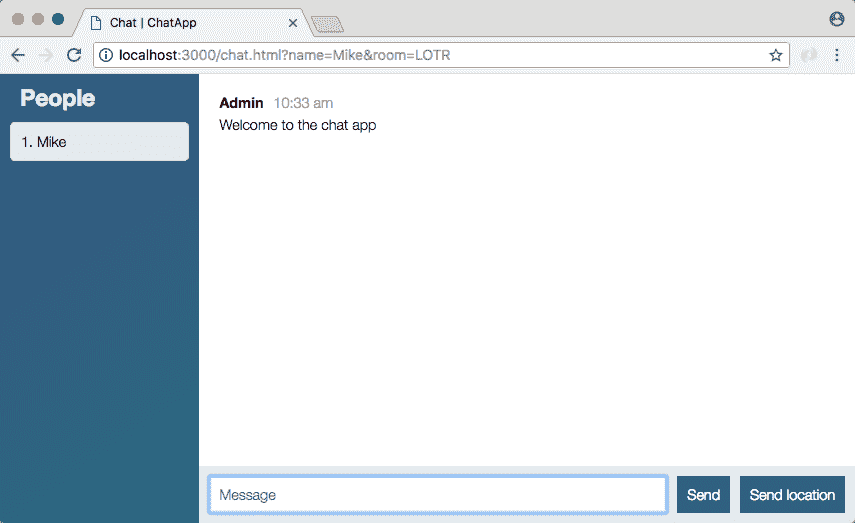 Chat | ChatApp
localhost:3000/chat.html?name=Mike&room=LOTR
People
1. Mike
Admin 10:33 am
Welcome to the chat app
Message Send Send location